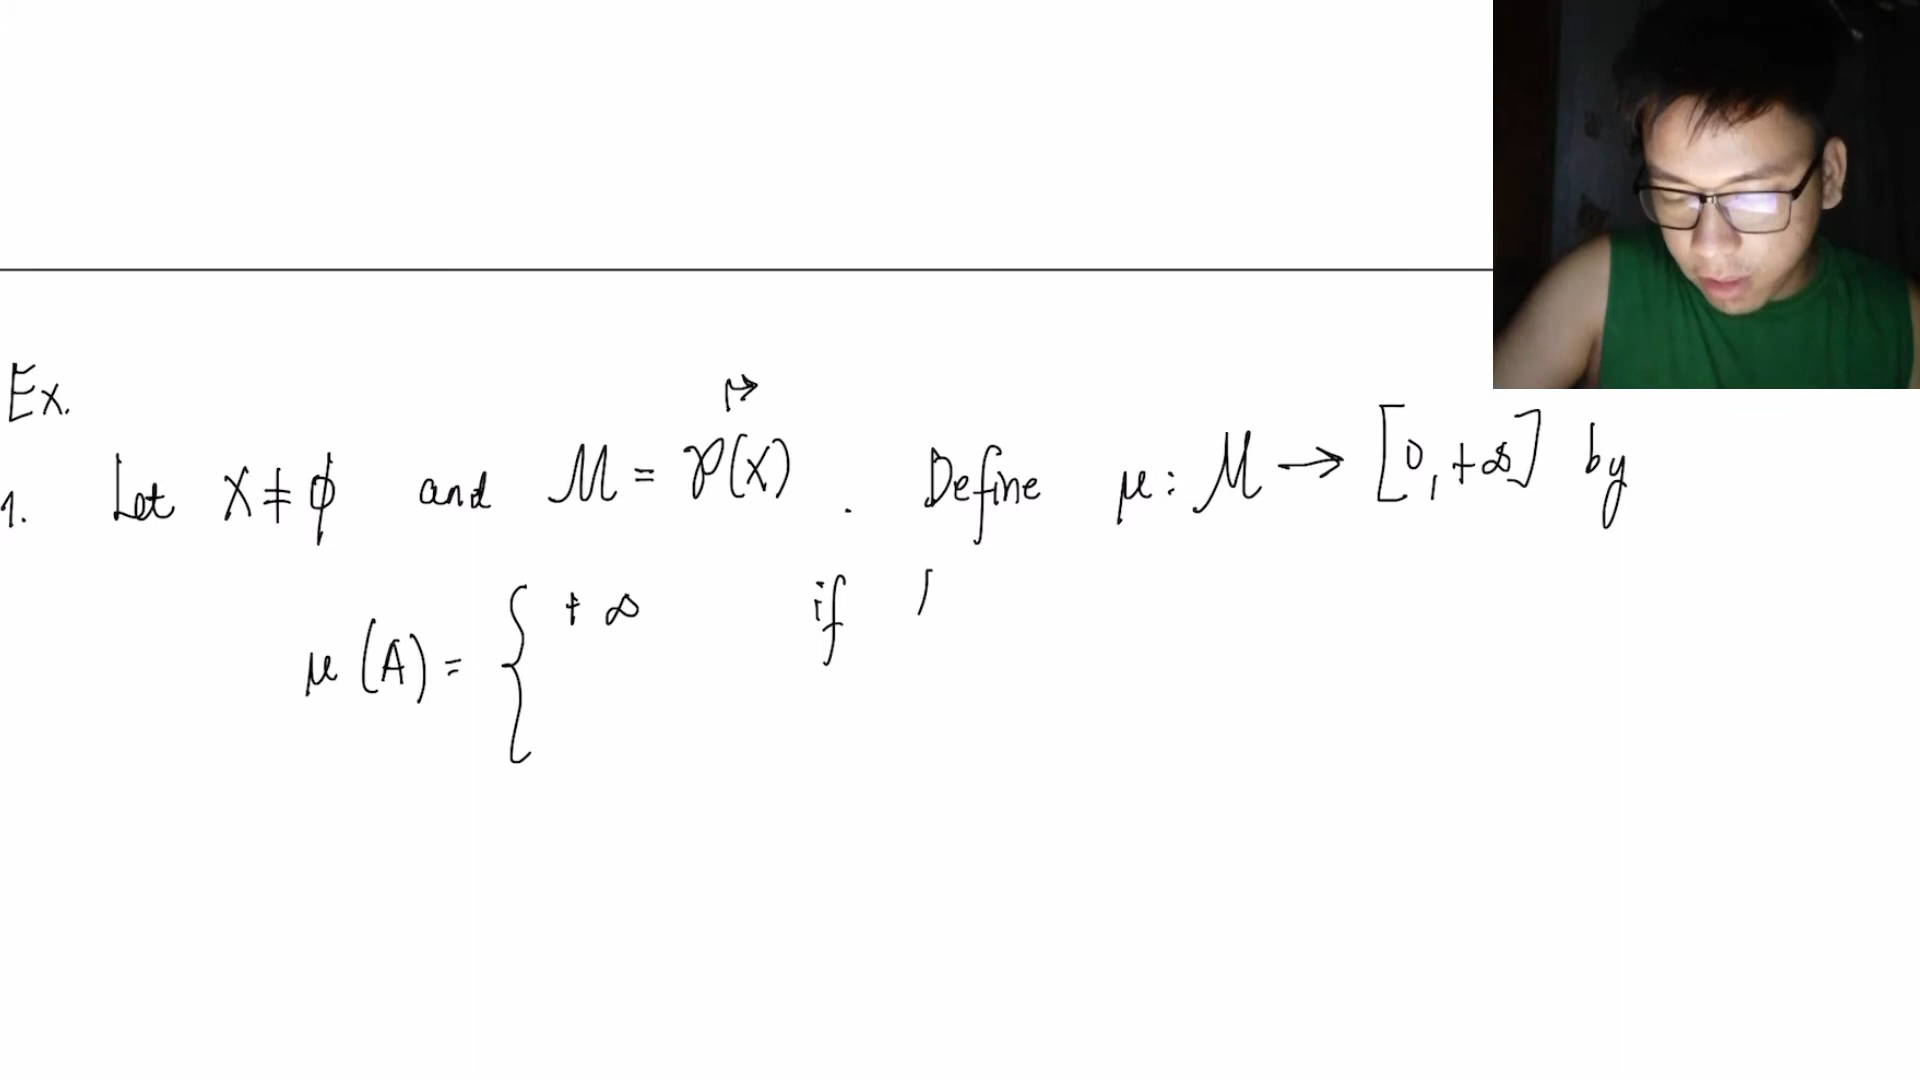 Ex.
↦
1. Let X ≠ ϕ and M = P(X). Define μ: M → [0, +∞] by
μ(A) = { +∞ if